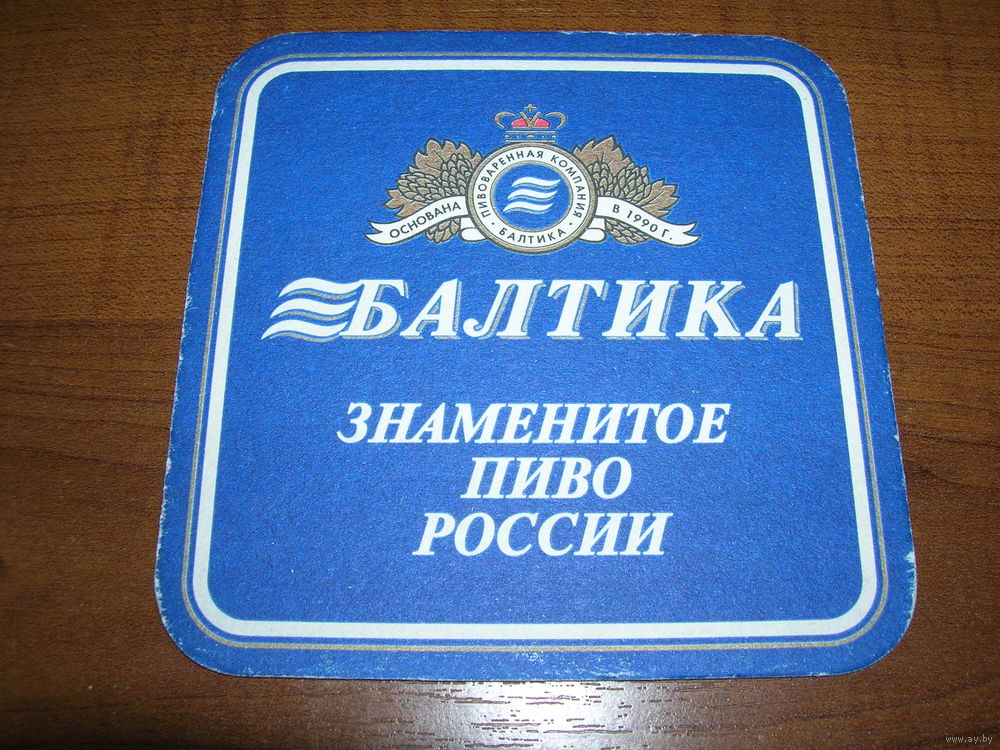 ПИВОВАРЕННАЯ КОМПАНИЯ
· БАЛТИКА ·
ОСНОВАНА В 1990 Г.
БАЛТИКА
ЗНАМЕНИТОЕ
ПИВО
РОССИИ
www.ay.by